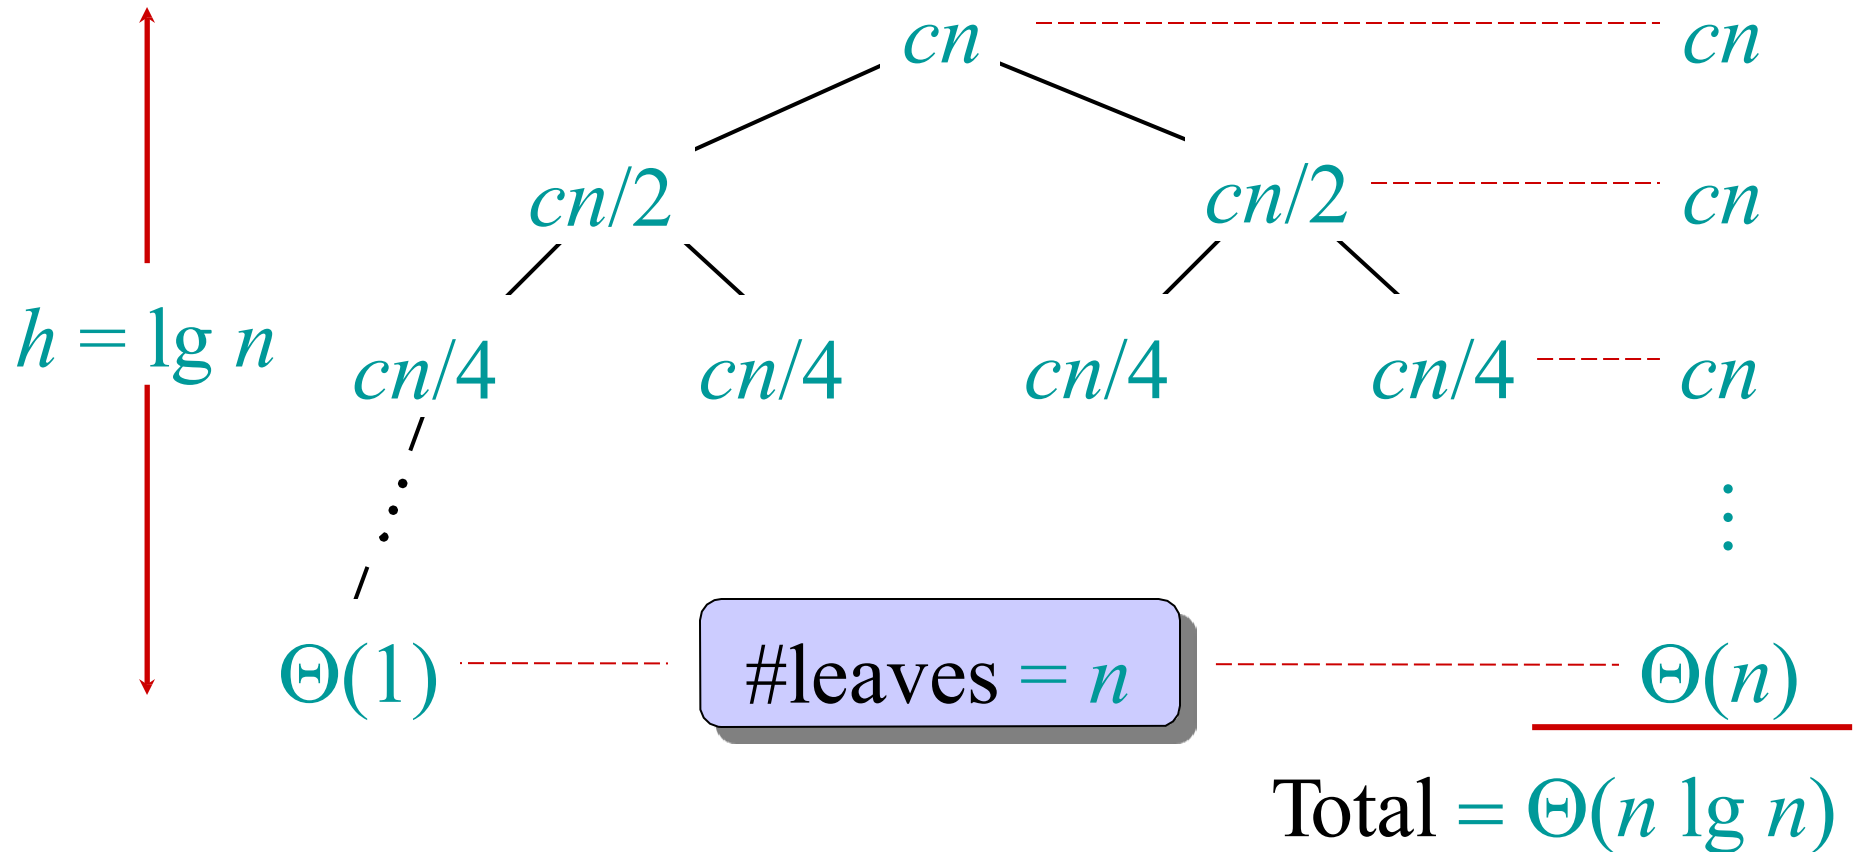 cn cn
cn/2 cn/2 cn
h = lg n cn/4 cn/4 cn/4 cn/4 cn
Θ(1) #leaves = n Θ(n)
Total = Θ(n lg n)